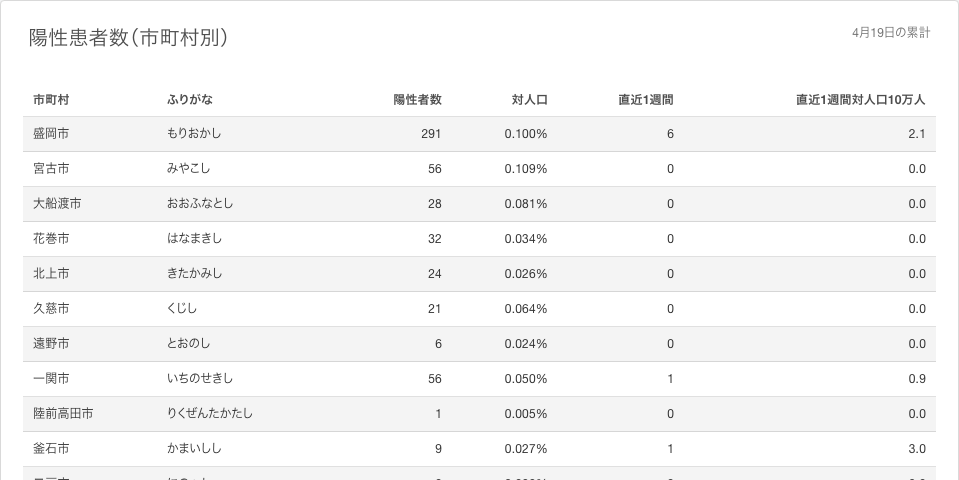 陽性患者数（市町村別）
4月19日の累計
市町村 ふりがな 陽性者数 対人口 直近1週間 直近1週間対人口10万人
盛岡市 もりおかし 291 0.100% 6 2.1
宮古市 みやこし 56 0.109% 0 0.0
大船渡市 おおふなとし 28 0.081% 0 0.0
花巻市 はなまきし 32 0.034% 0 0.0
北上市 きたかみし 24 0.026% 0 0.0
久慈市 くじし 21 0.064% 0 0.0
遠野市 とおのし 6 0.024% 0 0.0
一関市 いちのせきし 56 0.050% 1 0.9
陸前高田市 りくぜんたかたし 1 0.005% 0 0.0
釜石市 かまいしし 9 0.027% 1 3.0